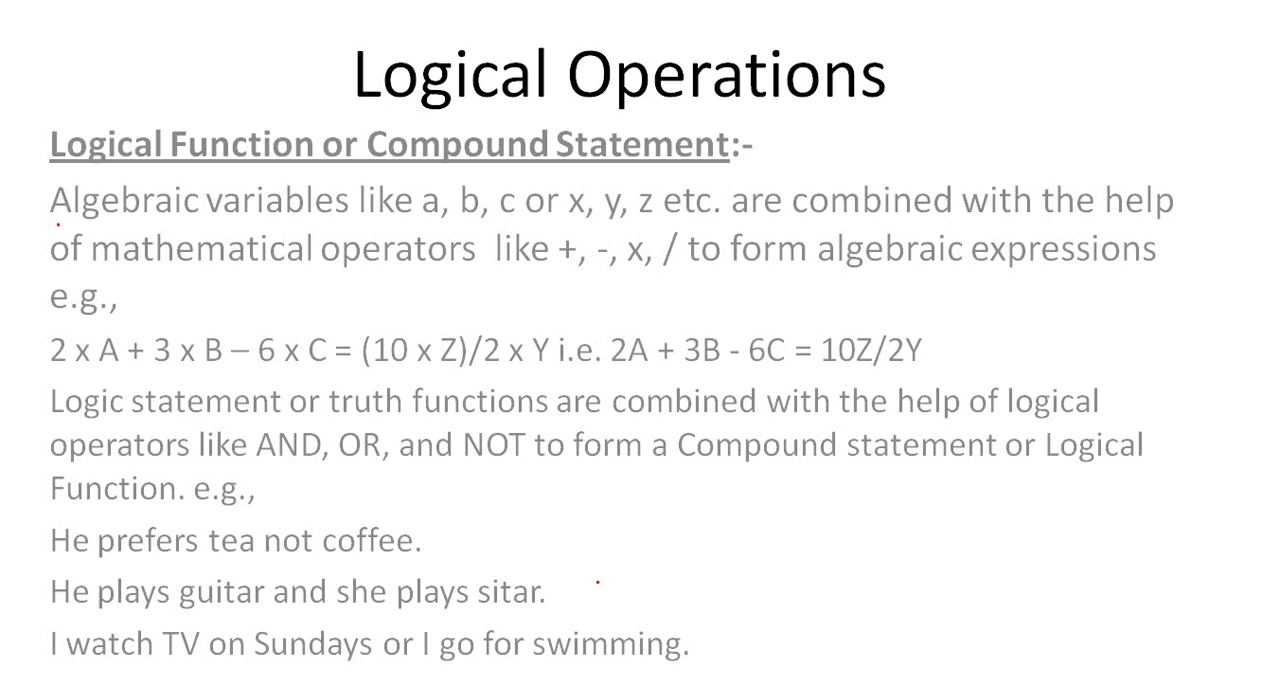 Logical Operations
Logical Function or Compound Statement:-
Algebraic variables like a, b, c or x, y, z etc. are combined with the help
of mathematical operators  like +, -, x, / to form algebraic expressions
e.g.,
2 x A + 3 x B – 6 x C = (10 x Z)/2 x Y i.e. 2A + 3B - 6C = 10Z/2Y
Logic statement or truth functions are combined with the help of logical
operators like AND, OR, and NOT to form a Compound statement or Logical
Function. e.g.,
He prefers tea not coffee.
He plays guitar and she plays sitar.
I watch TV on Sundays or I go for swimming.